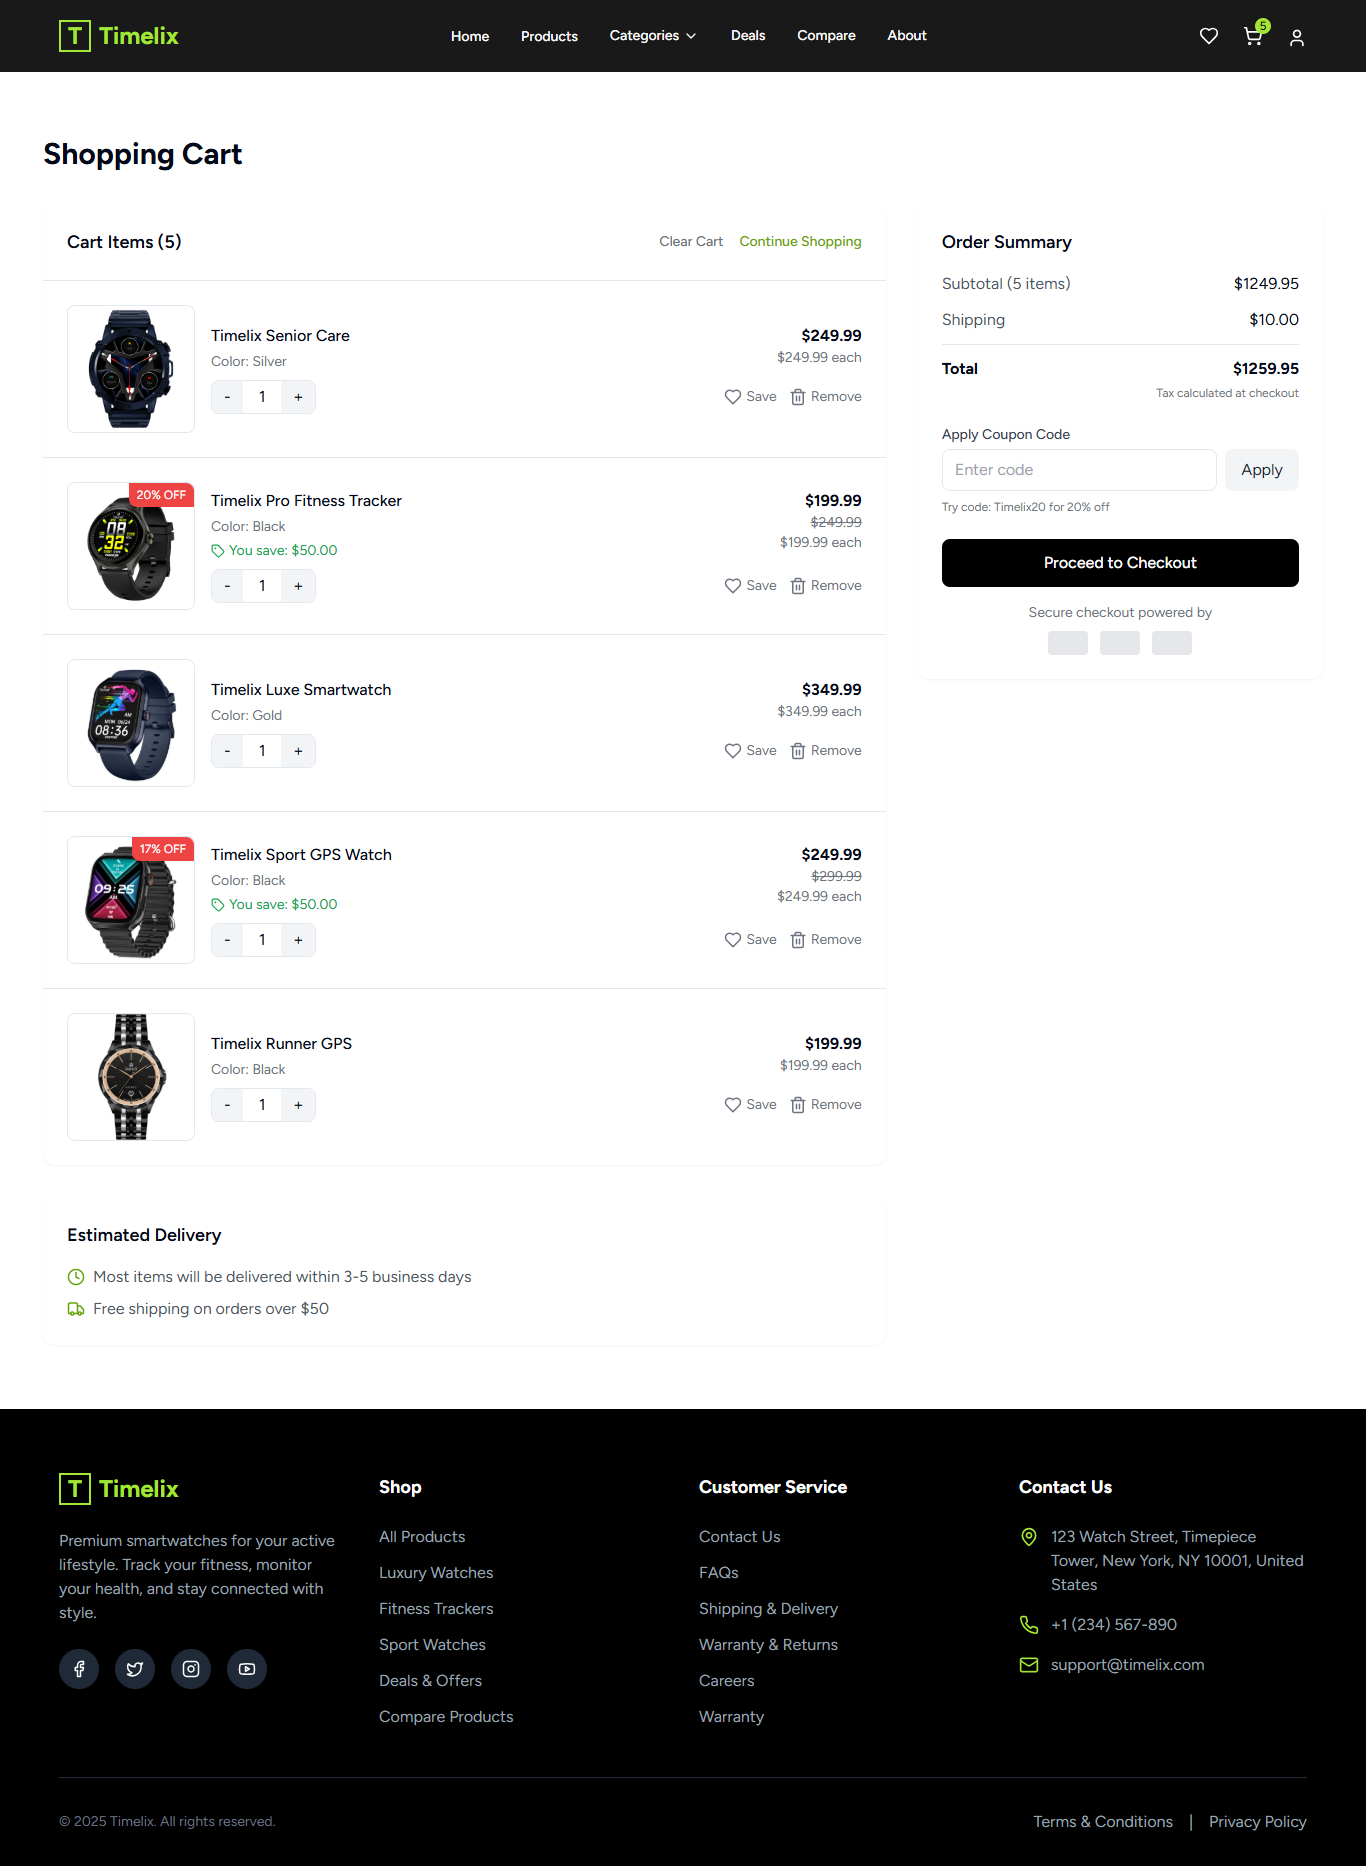 T Timelix
Home Products Categories Deals Compare About
5
Shopping Cart
Cart Items (5)
Clear Cart Continue Shopping
Timelix Senior Care
Color: Silver
- 1 +
$249.99
$249.99 each
Save Remove
20% OFF
08
32
Timelix Pro Fitness Tracker
Color: Black
You save: $50.00
- 1 +
$199.99
$249.99
$199.99 each
Save Remove
AM
08:36
Timelix Luxe Smartwatch
Color: Gold
- 1 +
$349.99
$349.99 each
Save Remove
17% OFF
09:25
AM
Timelix Sport GPS Watch
Color: Black
You save: $50.00
- 1 +
$249.99
$299.99
$249.99 each
Save Remove
Timelix Runner GPS
Color: Black
- 1 +
$199.99
$199.99 each
Save Remove
Estimated Delivery
Most items will be delivered within 3-5 business days
Free shipping on orders over $50
Order Summary
Subtotal (5 items) $1249.95
Shipping $10.00
Total $1259.95
Tax calculated at checkout
Apply Coupon Code
Enter code Apply
Try code: Timelix20 for 20% off
Proceed to Checkout
Secure checkout powered by
T Timelix
Premium smartwatches for your active
lifestyle. Track your fitness, monitor
your health, and stay connected with
style.
Shop
All Products
Luxury Watches
Fitness Trackers
Sport Watches
Deals & Offers
Compare Products
Customer Service
Contact Us
FAQs
Shipping & Delivery
Warranty & Returns
Careers
Warranty
Contact Us
123 Watch Street, Timepiece
Tower, New York, NY 10001, United
States
+1 (234) 567-890
support@timelix.com
© 2025 Timelix. All rights reserved.
Terms & Conditions | Privacy Policy